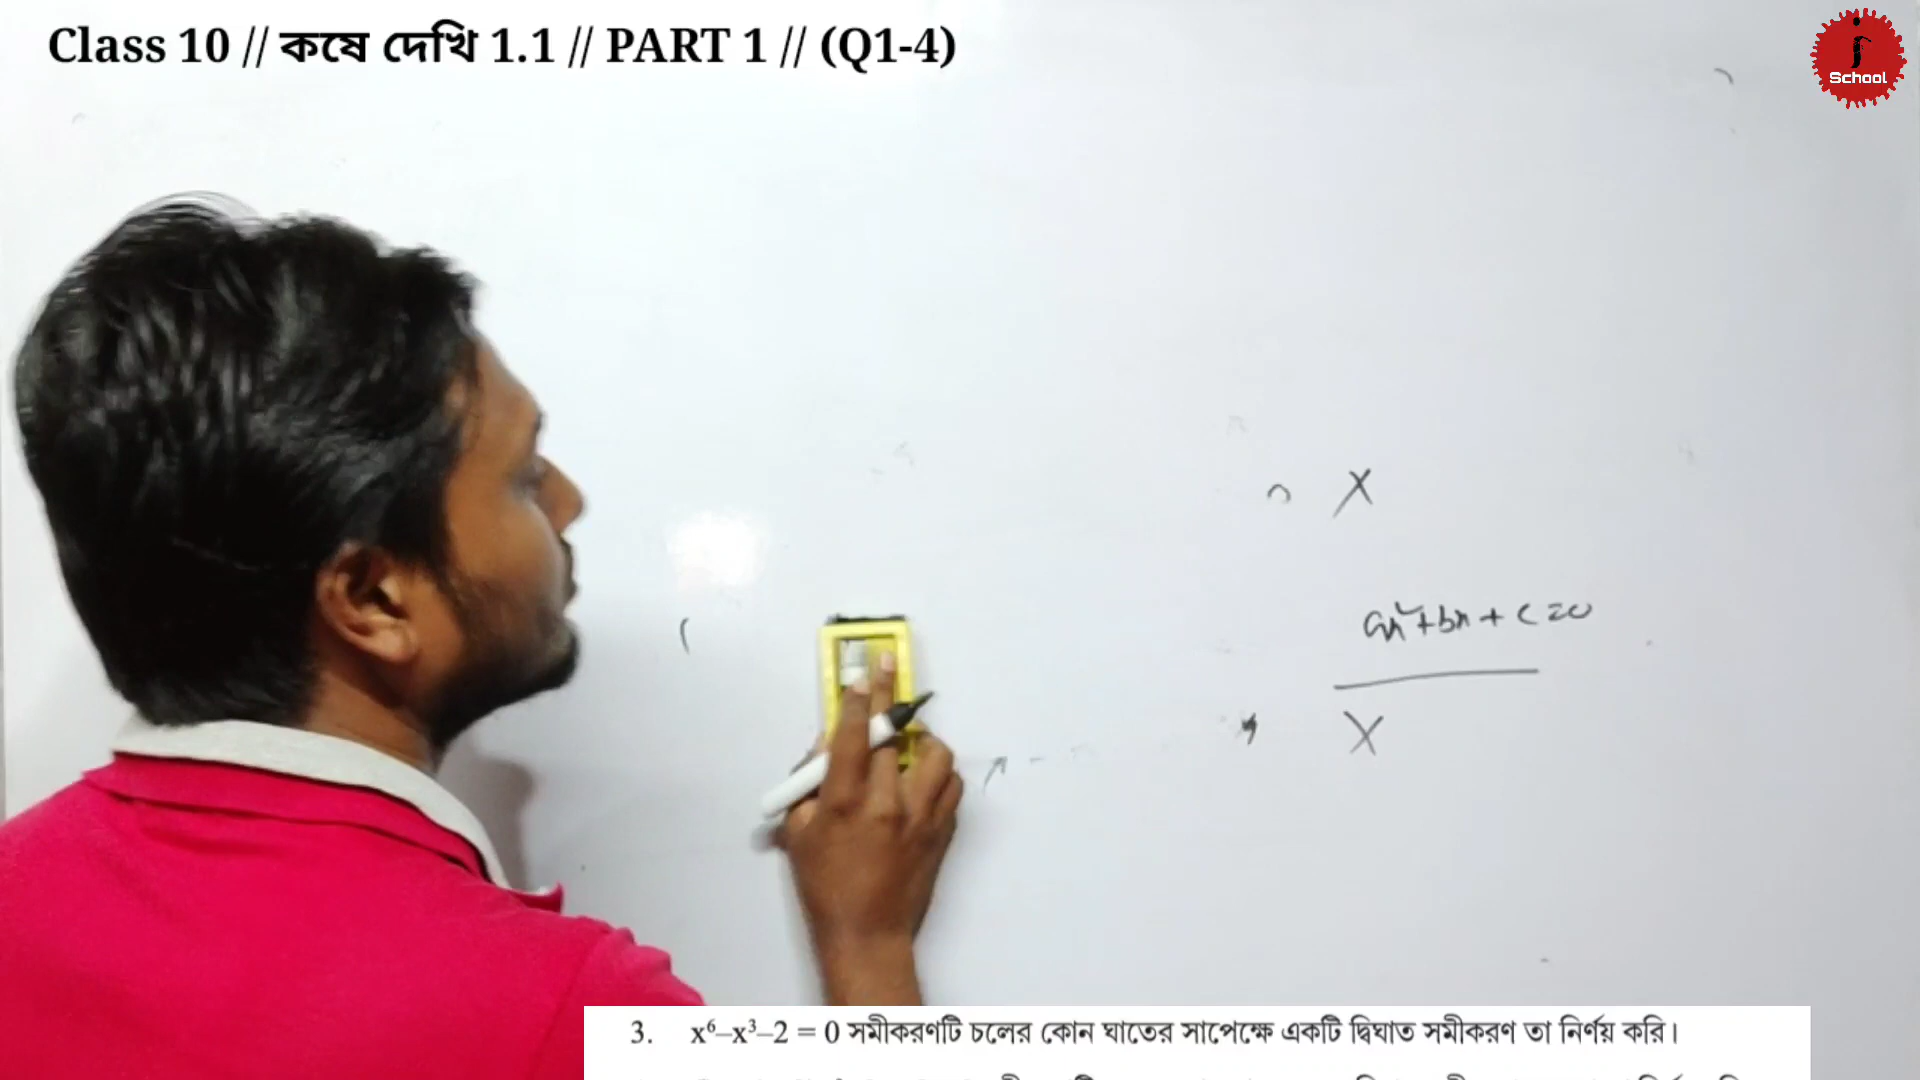 Class 10 // কষে দেখি 1.1 // PART 1 // (Q1-4)
School
X
ax²+bx+c=0
X
3. x⁶–x³–2 = 0 সমীকরণটি চলের কোন ঘাতের সাপেক্ষে একটি দ্বিঘাত সমীকরণ তা নির্ণয় করি।